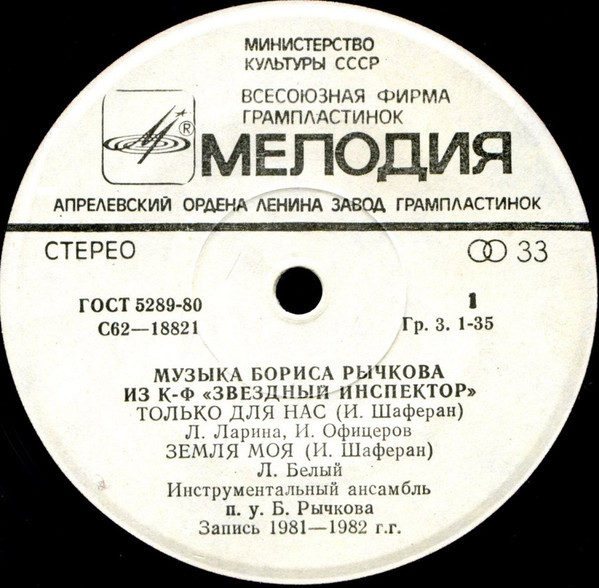 МИНИСТЕРСТВО
КУЛЬТУРЫ СССР
ВСЕСОЮЗНАЯ ФИРМА
ГРАМПЛАСТИНОК
® МЕЛОДИЯ
АПРЕЛЕВСКИЙ ОРДЕНА ЛЕНИНА ЗАВОД ГРАМПЛАСТИНОК
СТЕРЕО 33
ГОСТ 5289-80 1
С62—18821 Гр. 3. 1-35
МУЗЫКА БОРИСА РЫЧКОВА
ИЗ К-Ф «ЗВЕЗДНЫЙ ИНСПЕКТОР»
ТОЛЬКО ДЛЯ НАС (И. Шаферан)
Л. Ларина, И. Офицеров
ЗЕМЛЯ МОЯ (И. Шаферан)
Л. Белый
Инструментальный ансамбль
п. у. Б. Рычкова
Запись 1981—1982 г.г.